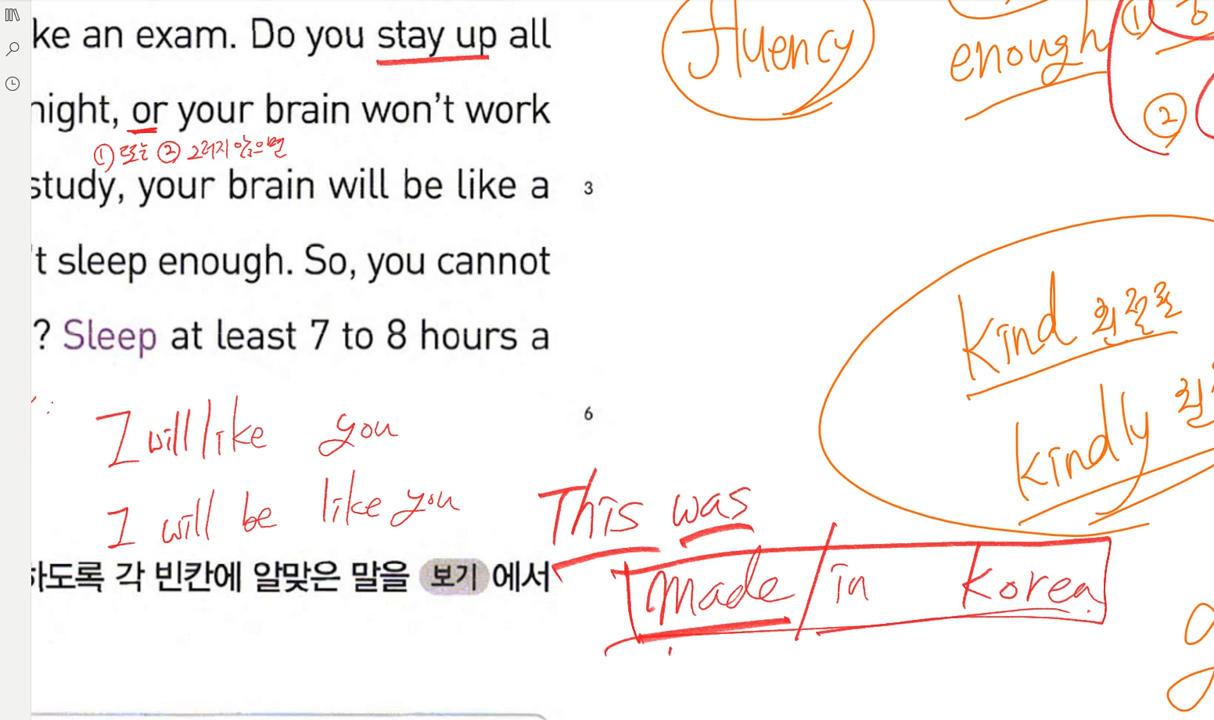 ke an exam. Do you stay up all
night, or your brain won't work
① 또는 ② 그러지 않으면
study, your brain will be like a
3
't sleep enough. So, you cannot
? Sleep at least 7 to 8 hours a
6
I will like you
I will be like you
하도록 각 빈칸에 알맞은 말을 보기 에서
fluency
enough
①
②
kind 친절한
kindly 친
This was
made / in Korea